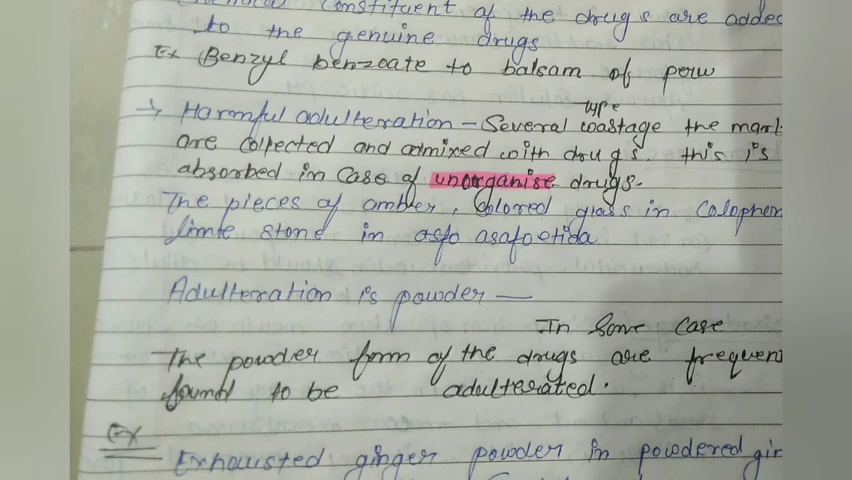 constituent of the drugs are added
to the genuine drugs
Ex Benzyl benzoate to balsam of peru
→ Harmful adulteration - Several type wastage the mark
are collected and admixed with drugs. this is
absorbed in case of unorganise drugs.
The pieces of amber, Colored glass in Colophon
lime stone in asfo asafoetida
Adulteration is powder —
In Some case
The powder form of the drugs are frequen
found to be adulterated.
Ex
Exhausted ginger powder in powdered gin